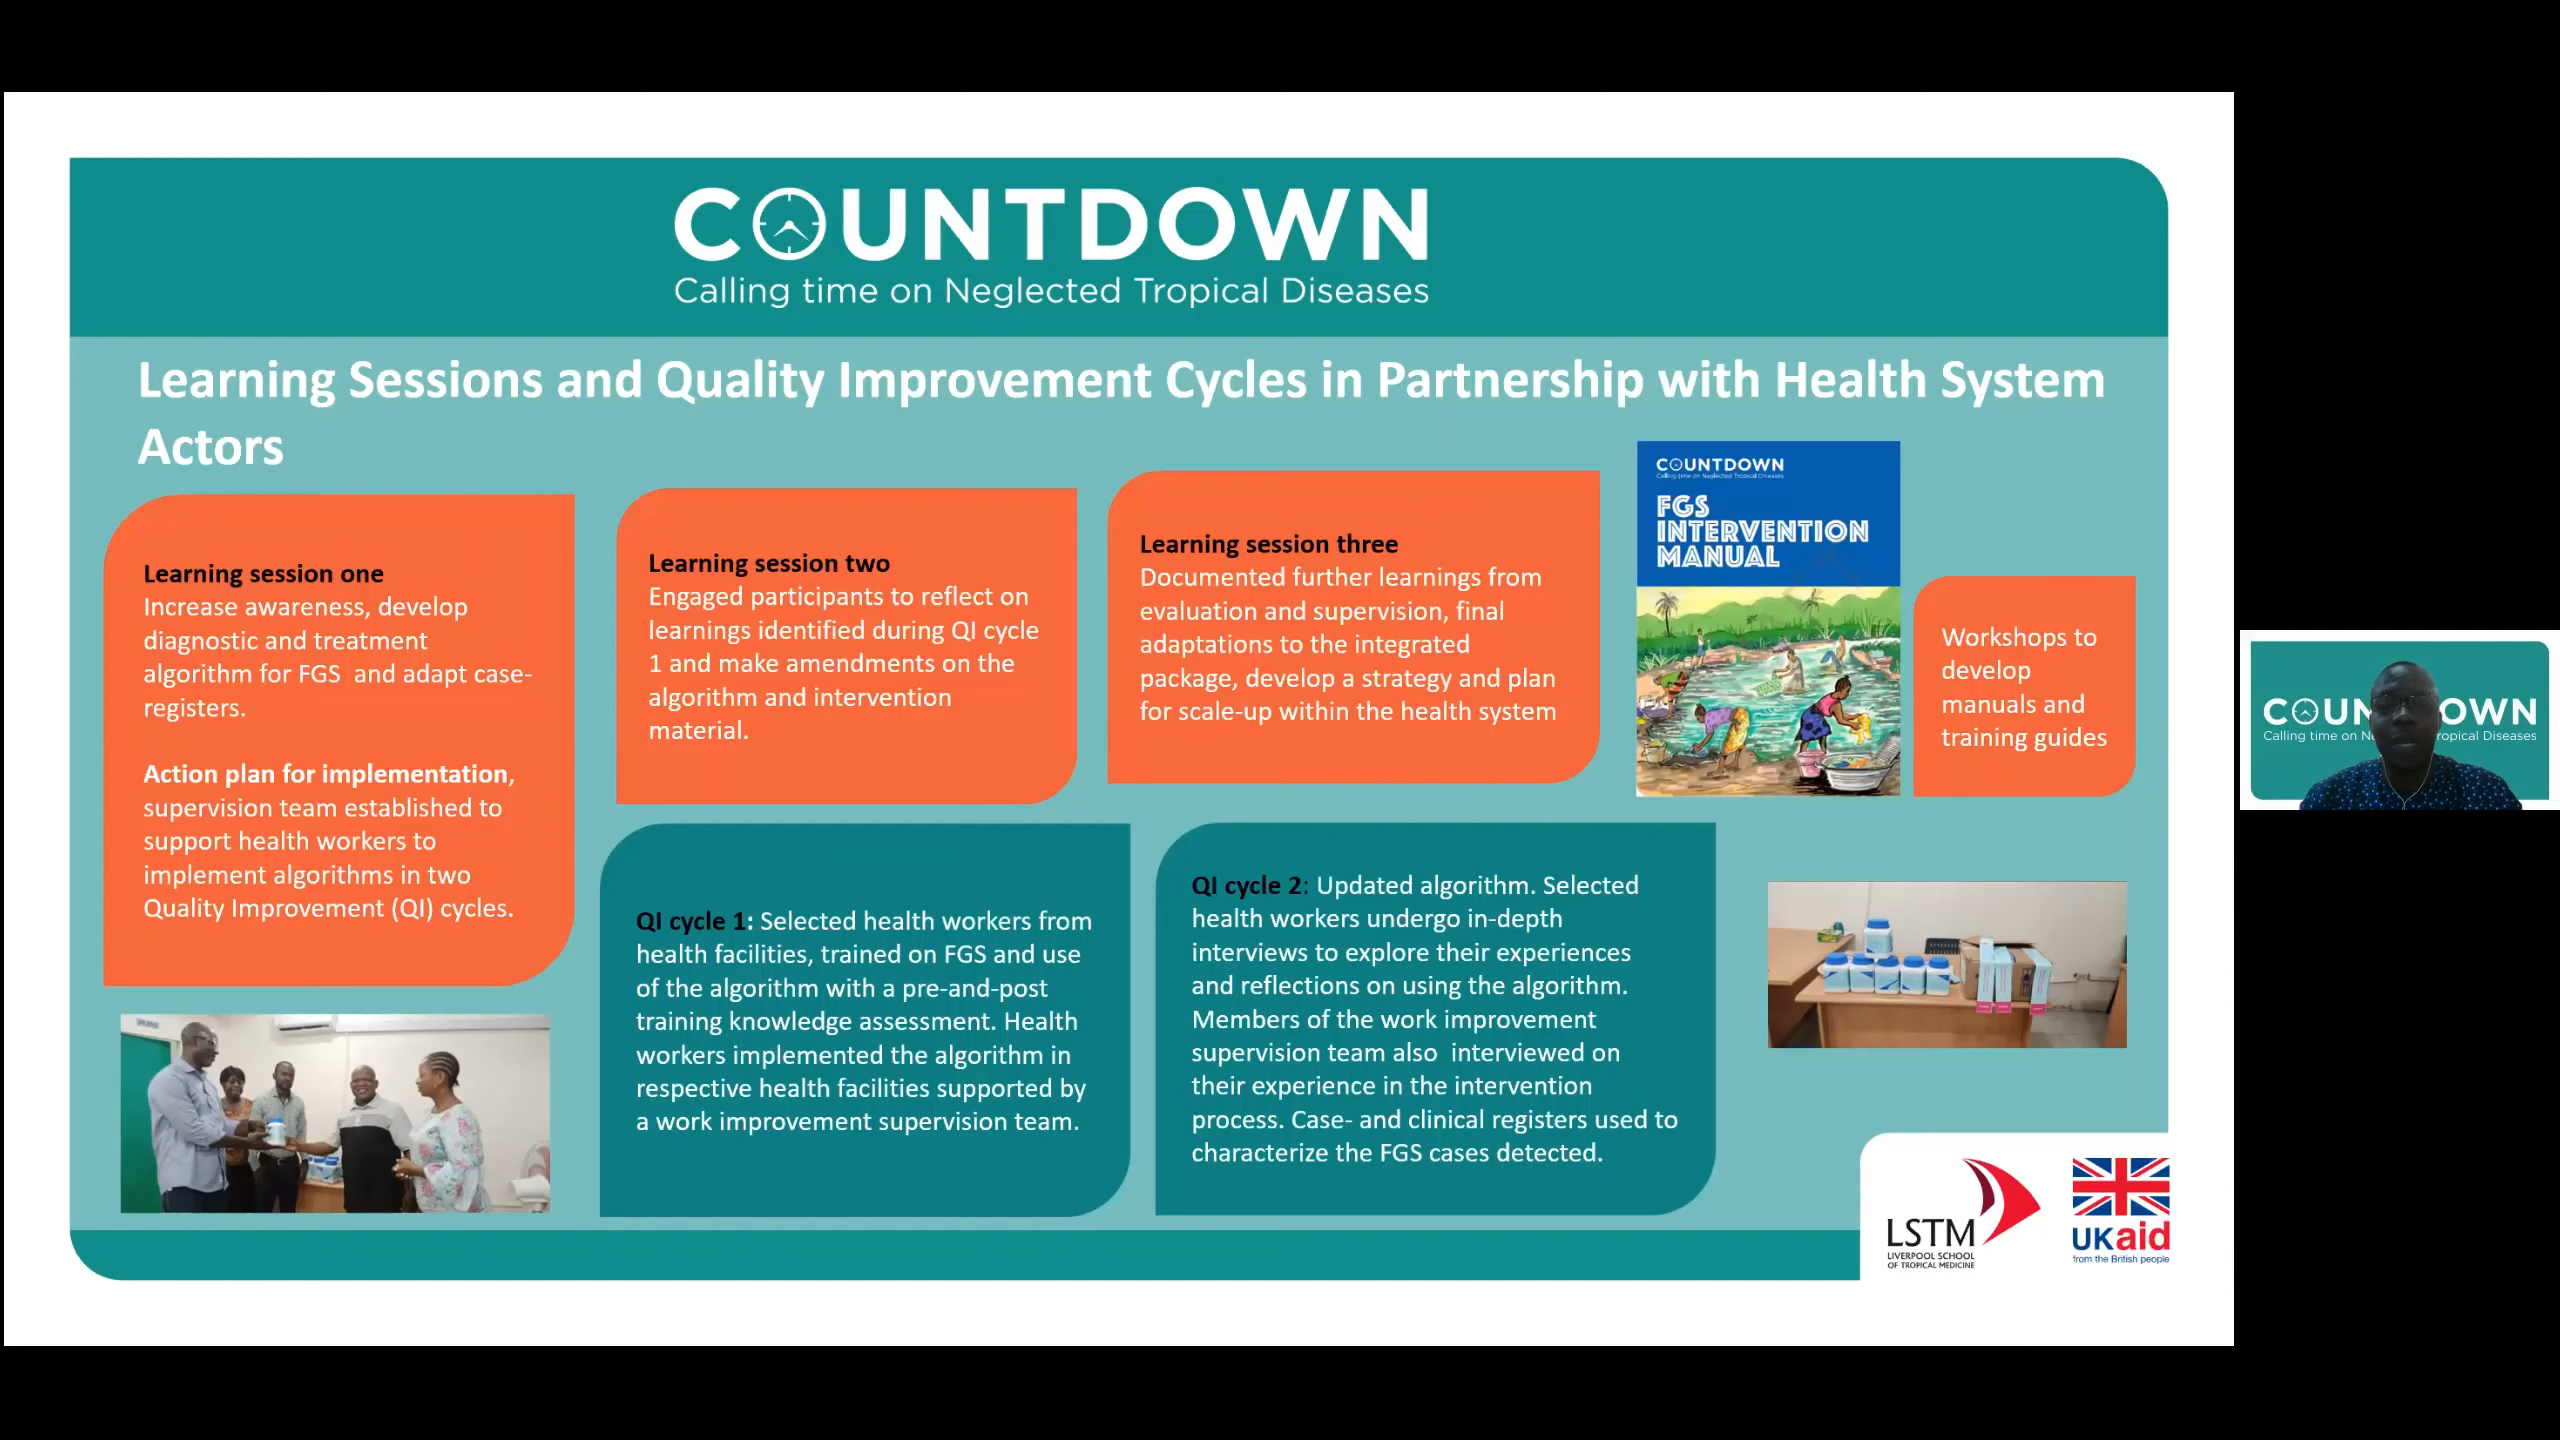 COUNTDOWN
Calling time on Neglected Tropical Diseases
Learning Sessions and Quality Improvement Cycles in Partnership with Health System
Actors
Learning session one
Increase awareness, develop
diagnostic and treatment
algorithm for FGS and adapt case-
registers.
Action plan for implementation,
supervision team established to
support health workers to
implement algorithms in two
Quality Improvement (QI) cycles.
Learning session two
Engaged participants to reflect on
learnings identified during QI cycle
1 and make amendments on the
algorithm and intervention
material.
Learning session three
Documented further learnings from
evaluation and supervision, final
adaptations to the integrated
package, develop a strategy and plan
for scale-up within the health system
COUNTDOWN
Calling time on Neglected Tropical Diseases
FGS
INTERVENTION
MANUAL
Workshops to
develop
manuals and
training guides
QI cycle 1: Selected health workers from
health facilities, trained on FGS and use
of the algorithm with a pre-and-post
training knowledge assessment. Health
workers implemented the algorithm in
respective health facilities supported by
a work improvement supervision team.
QI cycle 2: Updated algorithm. Selected
health workers undergo in-depth
interviews to explore their experiences
and reflections on using the algorithm.
Members of the work improvement
supervision team also interviewed on
their experience in the intervention
process. Case- and clinical registers used to
characterize the FGS cases detected.
LSTM
LIVERPOOL SCHOOL
OF TROPICAL MEDICINE
UKaid
from the British people
COUN OWN
Calling time on Ne ropical Diseases